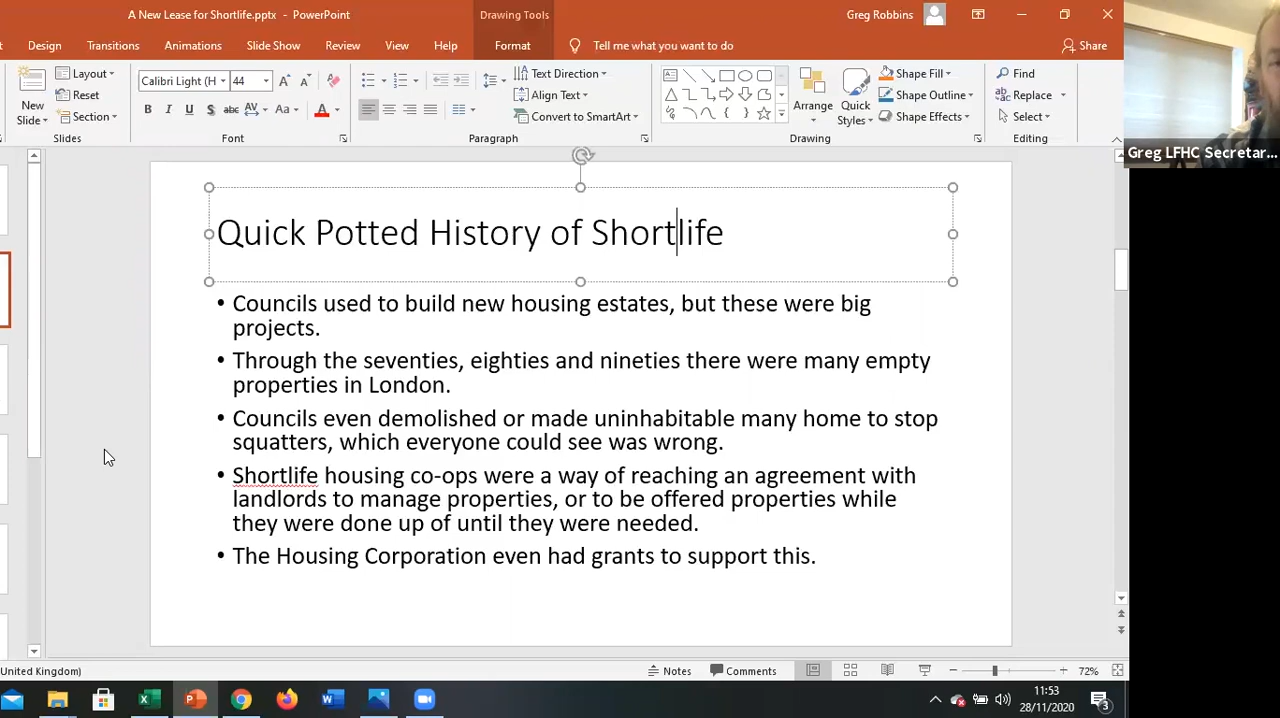 A New Lease for Shortlife.pptx - PowerPoint
Drawing Tools
Greg Robbins
Design Transitions Animations Slide Show Review View Help Format Tell me what you want to do Share
New Slide
Layout
Reset
Section
Slides
Calibri Light (H 44
B I U S abc AV Aa A
Font
Text Direction
Align Text
Convert to SmartArt
Paragraph
Arrange
Quick Styles
Shape Fill
Shape Outline
Shape Effects
Drawing
Find
Replace
Select
Editing
Greg LFHC Secretar...
Quick Potted History of Shortlife
• Councils used to build new housing estates, but these were big
projects.
• Through the seventies, eighties and nineties there were many empty
properties in London.
• Councils even demolished or made uninhabitable many home to stop
squatters, which everyone could see was wrong.
• Shortlife housing co-ops were a way of reaching an agreement with
landlords to manage properties, or to be offered properties while
they were done up of until they were needed.
• The Housing Corporation even had grants to support this.
United Kingdom)
Notes Comments 72%
11:53
28/11/2020
3